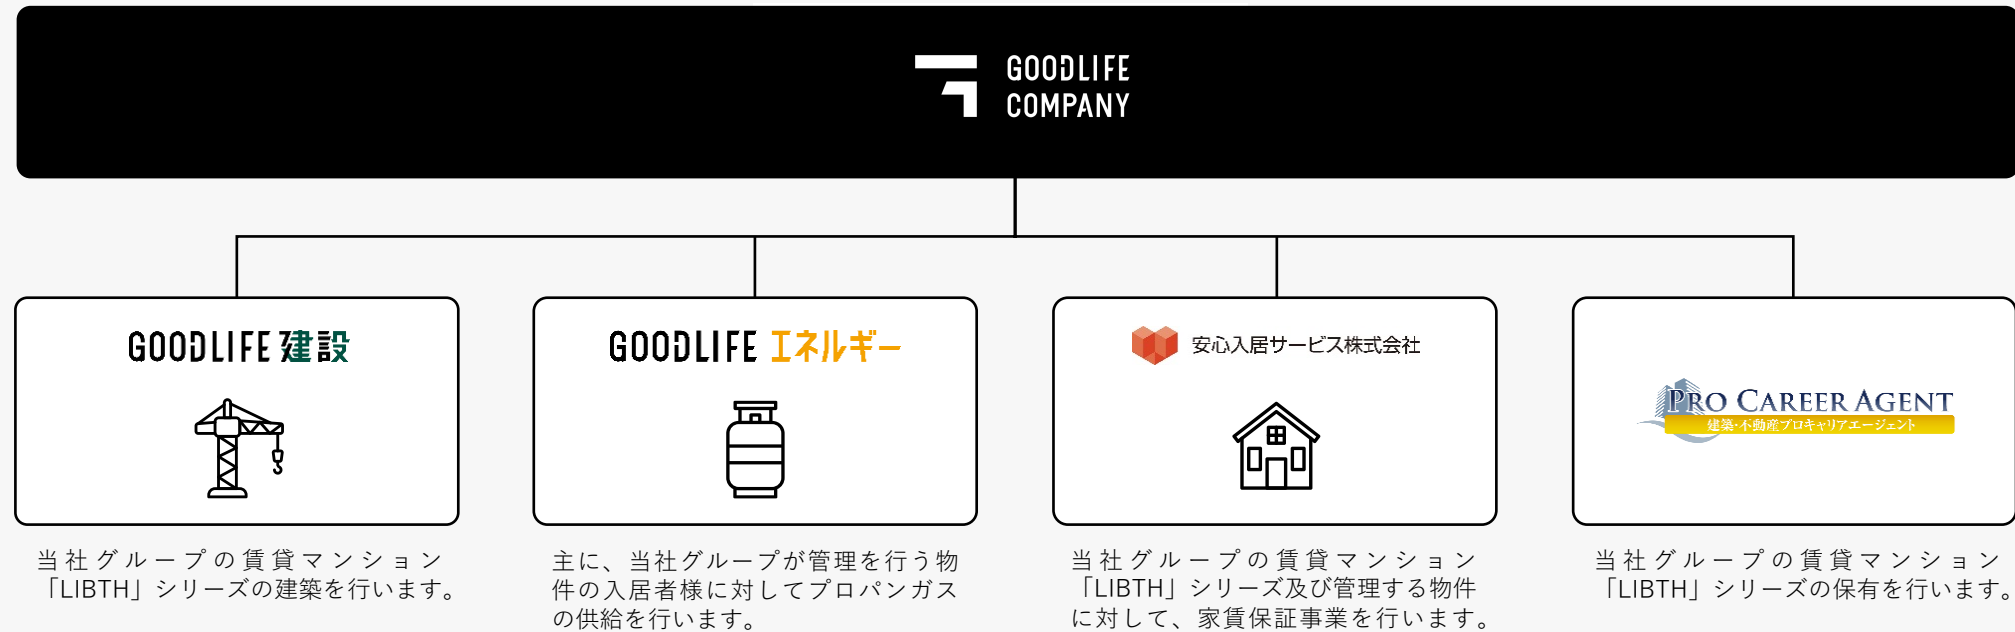 GOODLIFE
COMPANY
GOODLIFE 建設
GOODLIFE エネルギー
安心入居サービス株式会社
PRO CAREER AGENT
建築・不動産プロキャリアエージェント
当社グループの賃貸マンション
「LIBTH」シリーズの建築を行います。
主に、当社グループが管理を行う物
件の入居者様に対してプロパンガス
の供給を行います。
当社グループの賃貸マンション
「LIBTH」シリーズ及び管理する物件
に対して、家賃保証事業を行います。
当社グループの賃貸マンション
「LIBTH」シリーズの保有を行います。